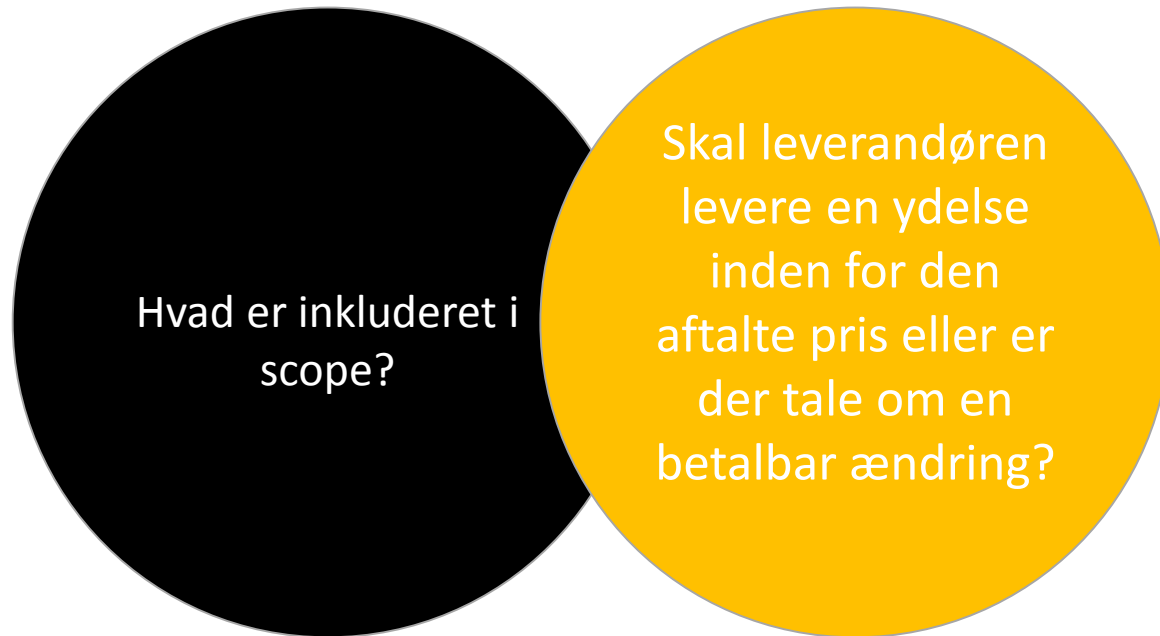 Hvad er inkluderet i
scope?
Skal leverandøren
levere en ydelse
inden for den
aftalte pris eller er
der tale om en
betalbar ændring?